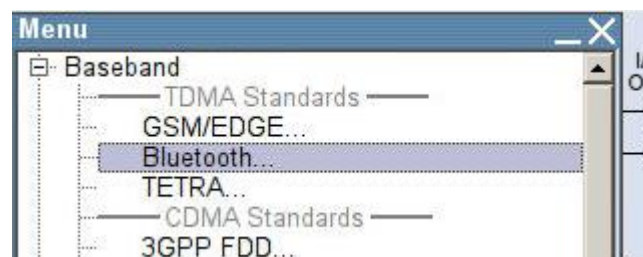 Menu
Baseband
TDMA Standards
GSM/EDGE...
Bluetooth...
TETRA...
CDMA Standards
3GPP FDD...